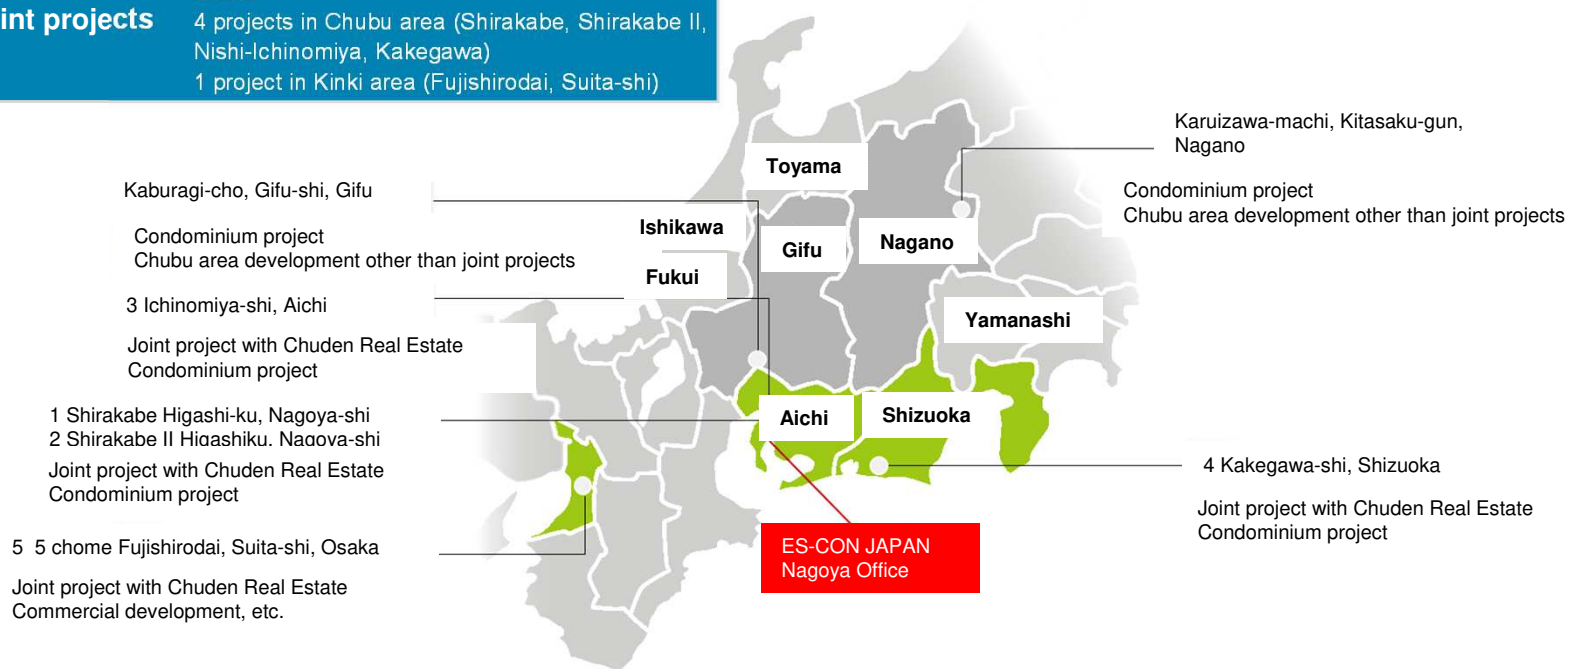 int projects
4 projects in Chubu area (Shirakabe, Shirakabe II,
Nishi-Ichinomiya, Kakegawa)
1 project in Kinki area (Fujishirodai, Suita-shi)
Karuizawa-machi, Kitasaku-gun,
Nagano
Condominium project
Chubu area development other than joint projects
Kaburagi-cho, Gifu-shi, Gifu
Condominium project
Chubu area development other than joint projects
3 Ichinomiya-shi, Aichi
Joint project with Chuden Real Estate
Condominium project
1 Shirakabe Higashi-ku, Nagoya-shi
2 Shirakabe II Higashiku, Nagoya-shi
Joint project with Chuden Real Estate
Condominium project
5 5 chome Fujishirodai, Suita-shi, Osaka
Joint project with Chuden Real Estate
Commercial development, etc.
Toyama
Ishikawa
Gifu
Nagano
Fukui
Yamanashi
Aichi
Shizuoka
4 Kakegawa-shi, Shizuoka
Joint project with Chuden Real Estate
Condominium project
ES-CON JAPAN
Nagoya Office